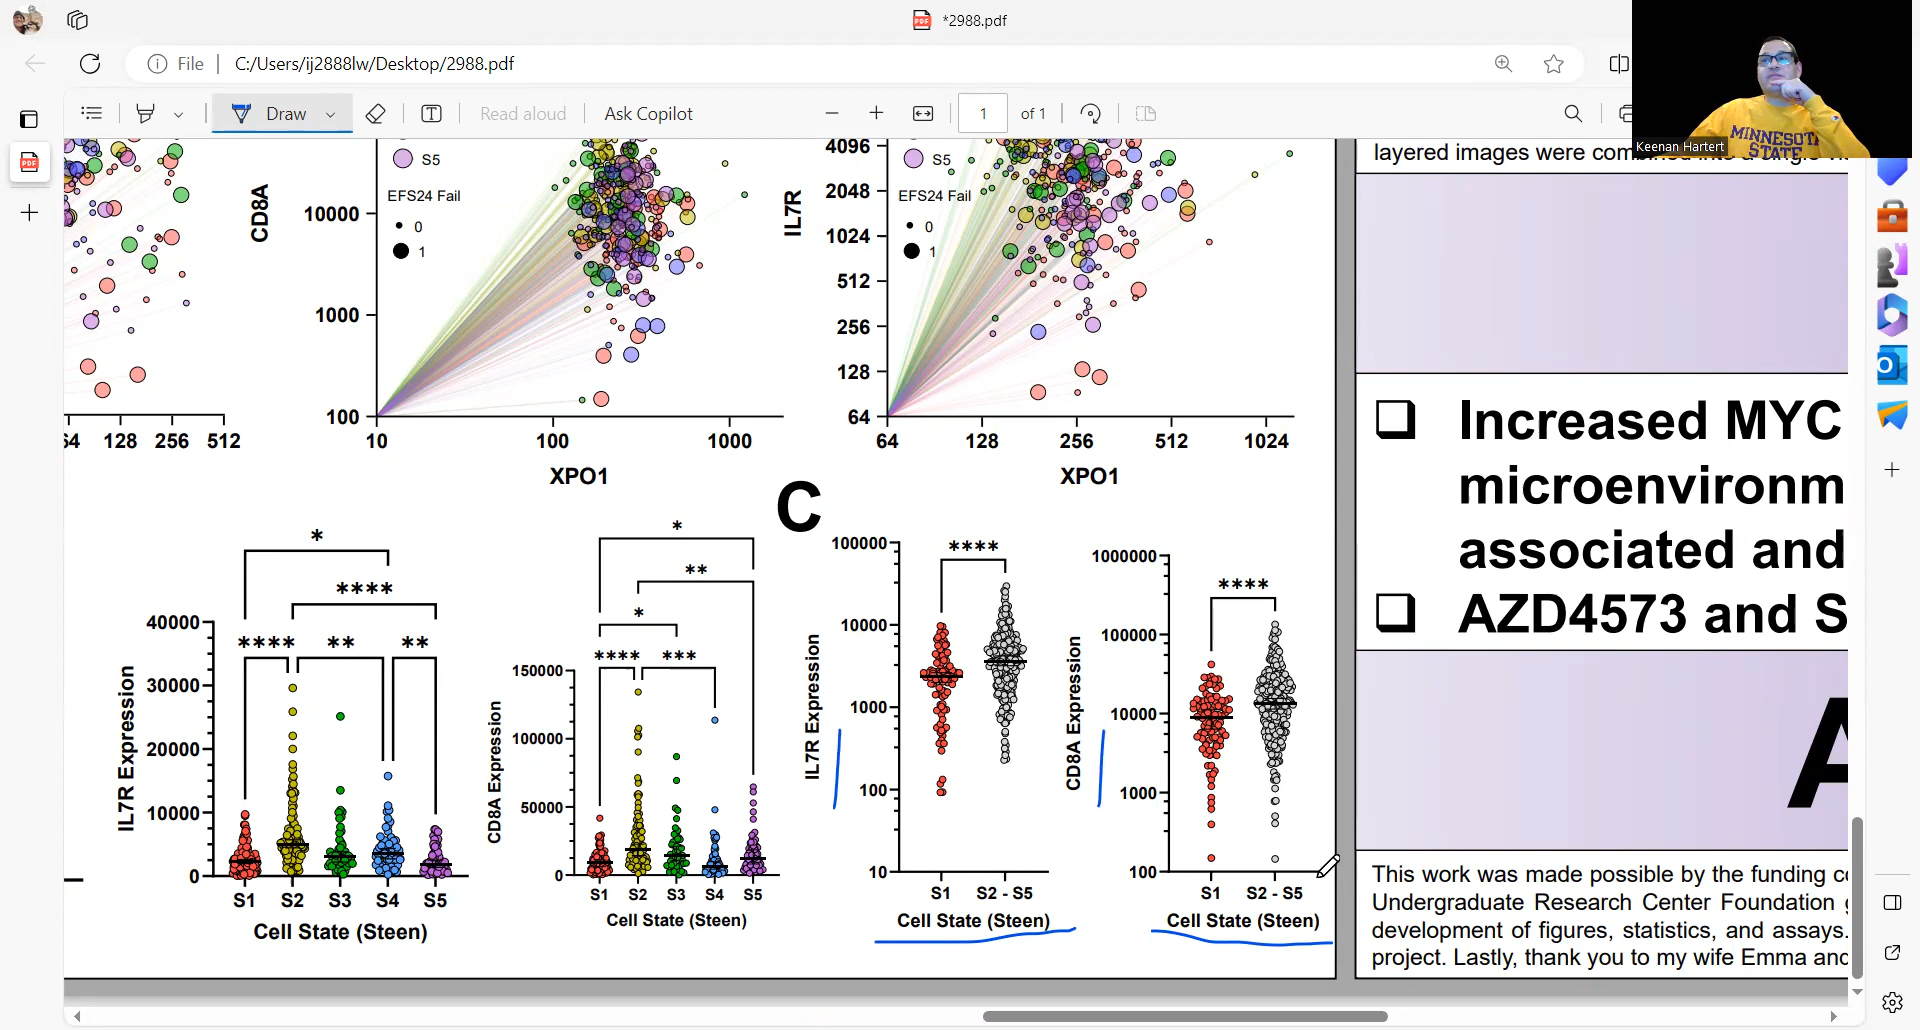 *2988.pdf
File
C:/Users/ij2888lw/Desktop/2988.pdf
Draw
Read aloud
Ask Copilot
1
of 1
MINNESOTA
STATE
Keenan Hartert
CD8A
10000
1000
100
S5
EFS24 Fail
0
1
10
100
1000
XPO1
128 256 512
IL7R
4096
2048
1024
512
256
128
64
S5
EFS24 Fail
0
1
64
128
256
512
1024
XPO1
layered images were
Increased MYC
microenvironm
associated and
AZD4573 and S
A
This work was made possible by the funding
Undergraduate Research Center Foundation
development of figures, statistics, and assays.
project. Lastly, thank you to my wife Emma
IL7R Expression
40000
30000
20000
10000
0
*
****
**** ** **
S1 S2 S3 S4 S5
Cell State (Steen)
CD8A Expression
150000
100000
50000
0
*
**
*
**** ***
S1 S2 S3 S4 S5
Cell State (Steen)
C
IL7R Expression
100000
10000
1000
100
10
****
S1 S2 - S5
Cell State (Steen)
CD8A Expression
1000000
100000
10000
1000
100
****
S1 S2 - S5
Cell State (Steen)